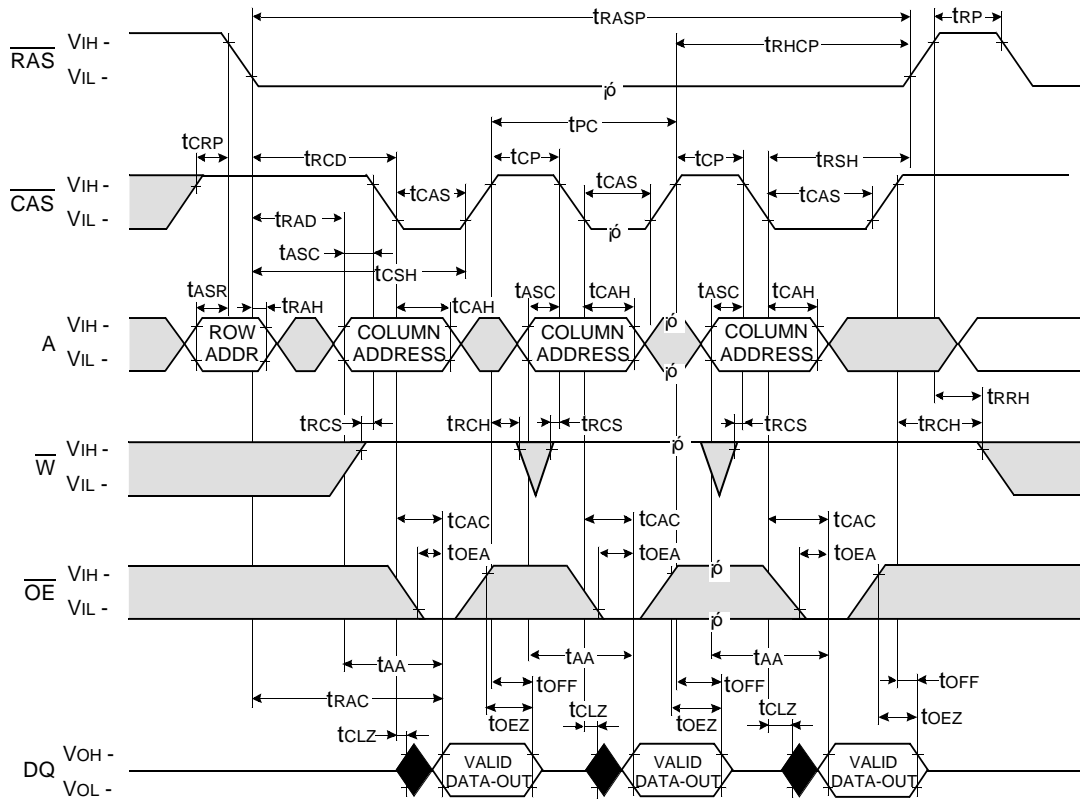 tRASP
tRP
tRHCP
RAS
VIH -
VIL -
¡ó
tCRP
tRCD
tPC
tCP
tCP
tRSH
CAS
VIH -
VIL -
tCAS
tCAS
tCAS
¡ó
tRAD
tASC
tCSH
tASR
tRAH
tCAH
tASC
tCAH
tASC
tCAH
A
VIH -
VIL -
ROW
ADDR
COLUMN
ADDRESS
COLUMN
ADDRESS
¡ó
¡ó
COLUMN
ADDRESS
tRRH
tRCS
tRCH
tRCS
tRCS
tRCH
W
VIH -
VIL -
¡ó
tCAC
tCAC
tCAC
tOEA
tOEA
tOEA
OE
VIH -
VIL -
¡ó
¡ó
tAA
tAA
tAA
tRAC
tOFF
tOFF
tOFF
tCLZ
tOEZ
tCLZ
tOEZ
tCLZ
tOEZ
DQ
VOH -
VOL -
VALID
DATA-OUT
VALID
DATA-OUT
VALID
DATA-OUT